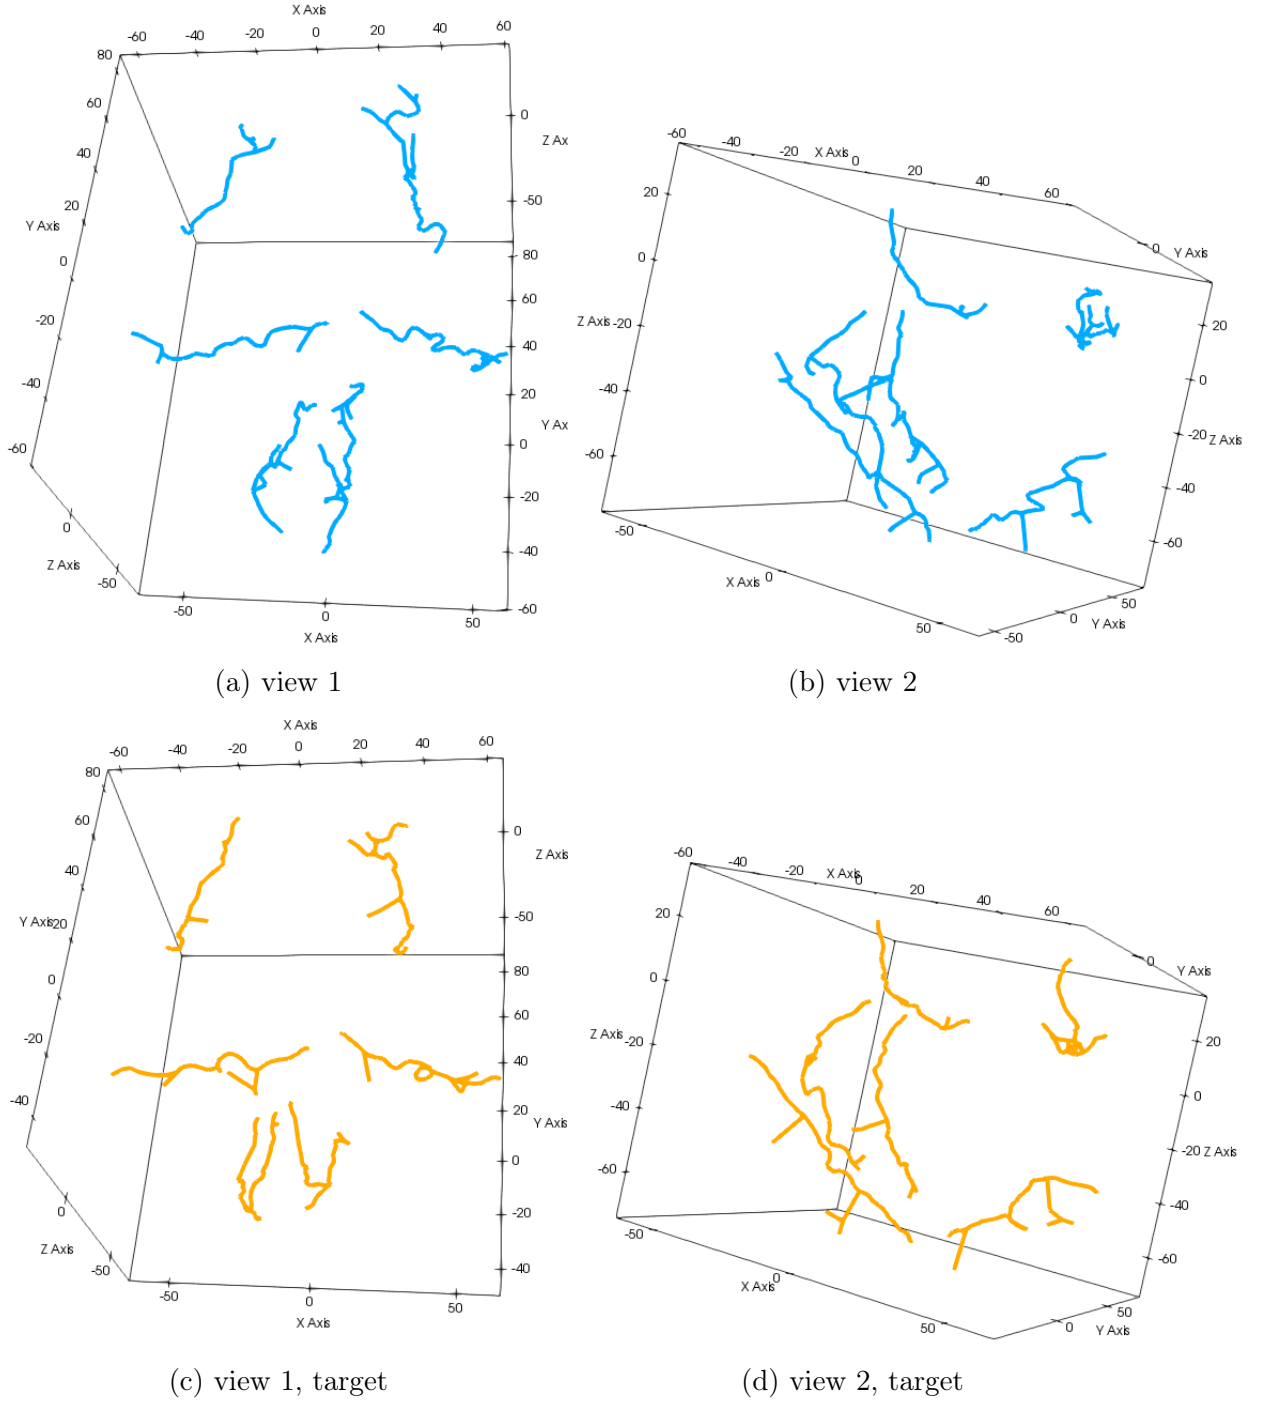 X Axis
-60 -40 -20 0 20 40 60
80
60
40
20
Y Axis
0
-20
-40
-60
0
Z Axis
-50
0
Z Ax
-50
80
60
40
20
Y Ax
0
-20
-40
-60
-50 0 50
X Axis
-60 -40 -20 X Axis 0 20 40 60
0 Y Axis
20
0
Z Axis -20
-40
-60
20
0
-20 Z Axis
-40
-60
-50 0 50
X Axis
50
0 Y Axis
-50
(a) view 1
(b) view 2
X Axis
-60 -40 -20 0 20 40 60
80
60
40
Y Axis 20
0
-20
-40
0
Z Axis
-50
0
Z Axis
-50
80
60
40
20
Y Axis
0
-20
-40
-50 0 50
X Axis
-60 -40 -20 X Axis 0 20 40 60
0 Y Axis
20
0
Z Axis -20
-40
-60
20
0
-20 Z Axis
-40
-60
-50 0 50
X Axis
50
0 Y Axis
(c) view 1, target
(d) view 2, target